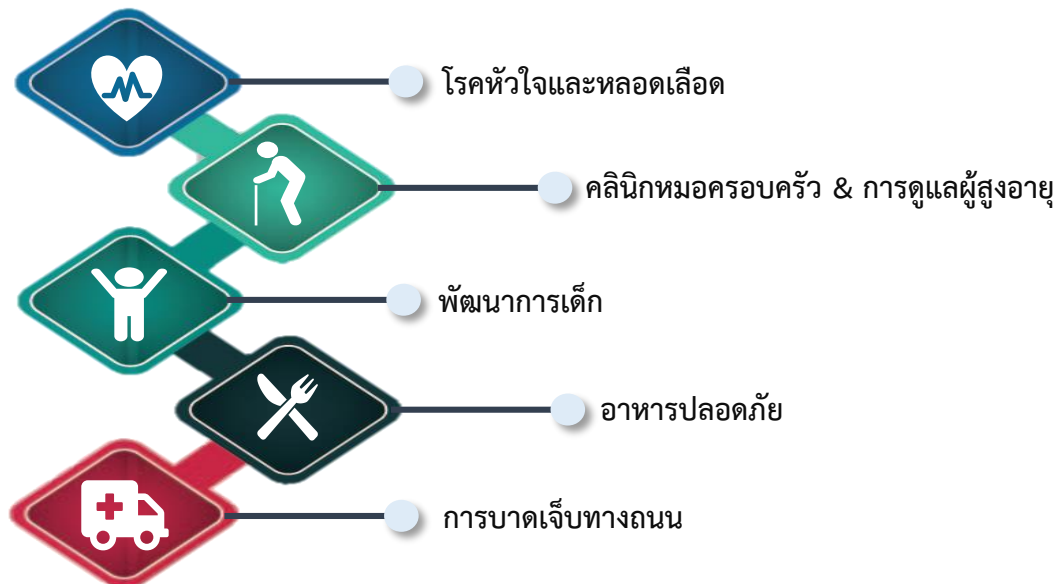 โรคหัวใจและหลอดเลือด
คลินิกหมอครอบครัว & การดูแลผู้สูงอายุ
พัฒนาการเด็ก
อาหารปลอดภัย
การบาดเจ็บทางถนน